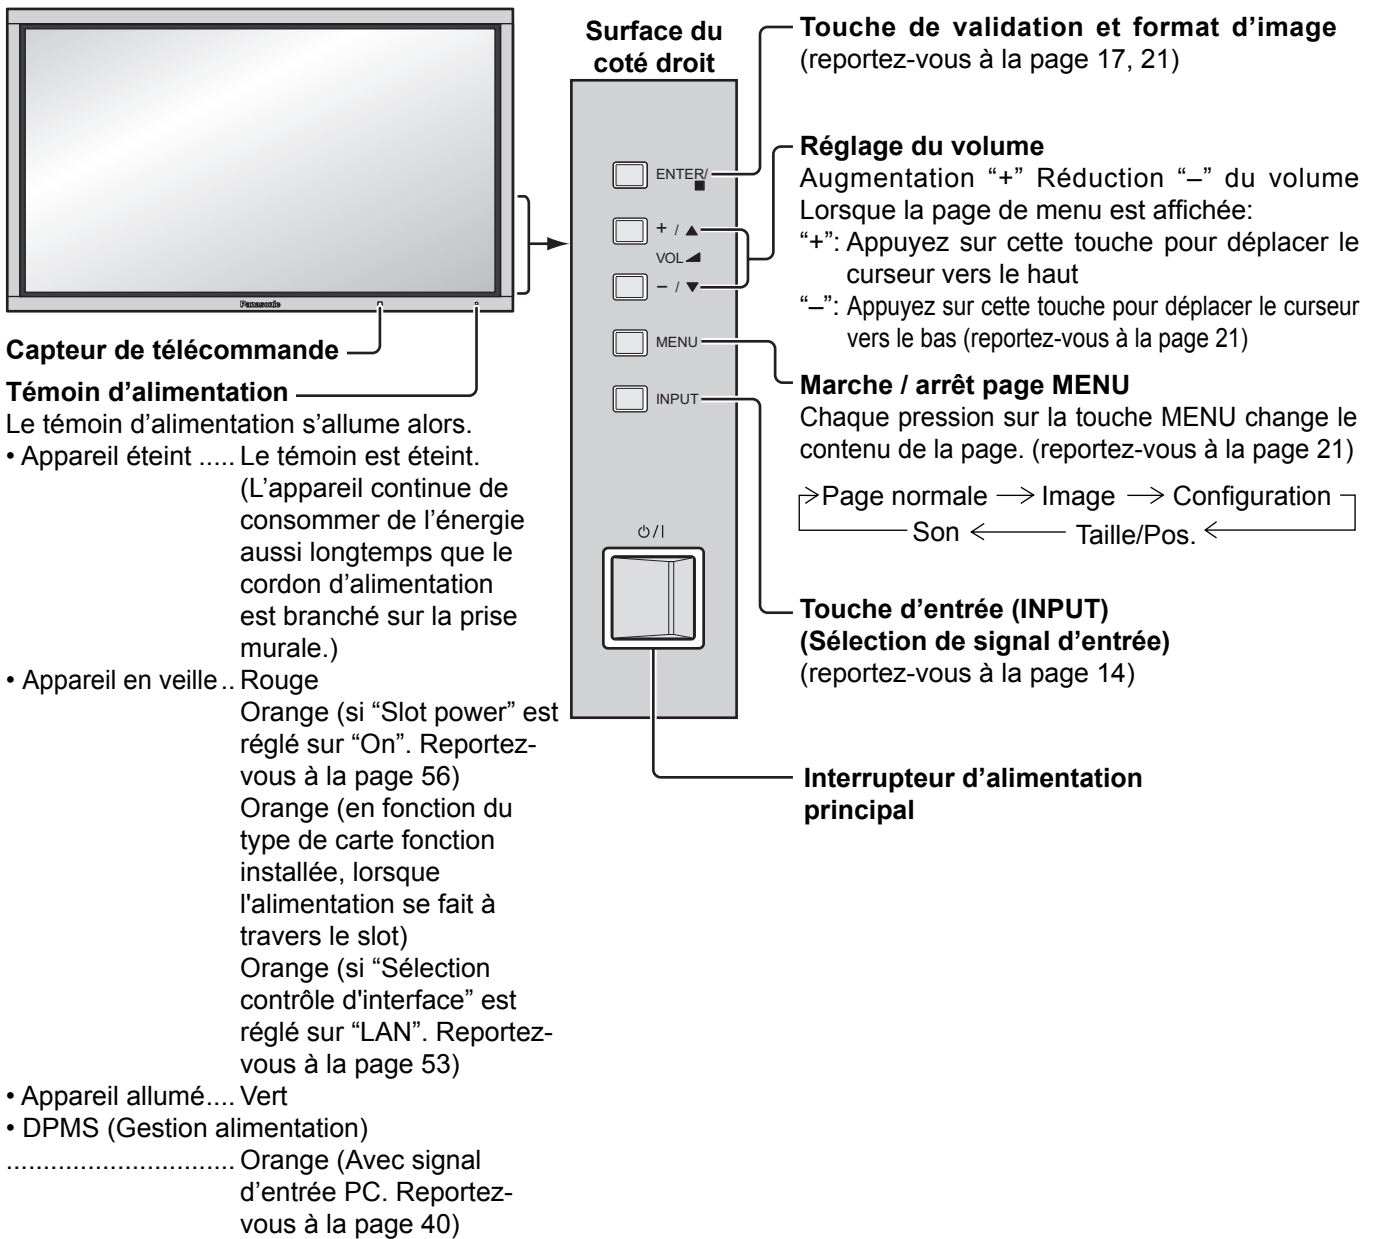 Surface du
coté droit
ENTER/
+ /
VOL
– /
MENU
INPUT
/ I
Panasonic
Capteur de télécommande
Témoin d’alimentation
Le témoin d’alimentation s’allume alors.
• Appareil éteint ..... Le témoin est éteint.
(L’appareil continue de
consommer de l’énergie
aussi longtemps que le
cordon d’alimentation
est branché sur la prise
murale.)
• Appareil en veille.. Rouge
Orange (si “Slot power” est
réglé sur “On”. Reportez-
vous à la page 56)
Orange (en fonction du
type de carte fonction
installée, lorsque
l'alimentation se fait à
travers le slot)
Orange (si “Sélection
contrôle d'interface” est
réglé sur “LAN”. Reportez-
vous à la page 53)
• Appareil allumé.... Vert
• DPMS (Gestion alimentation)
............................... Orange (Avec signal
d’entrée PC. Reportez-
vous à la page 40)
Touche de validation et format d’image
(reportez-vous à la page 17, 21)
Réglage du volume
Augmentation “+” Réduction “–” du volume
Lorsque la page de menu est affichée:
“+”: Appuyez sur cette touche pour déplacer le
curseur vers le haut
“–”: Appuyez sur cette touche pour déplacer le curseur
vers le bas (reportez-vous à la page 21)
Marche / arrêt page MENU
Chaque pression sur la touche MENU change le
contenu de la page. (reportez-vous à la page 21)
Page normale Image Configuration
Son Taille/Pos.
Touche d’entrée (INPUT)
(Sélection de signal d’entrée)
(reportez-vous à la page 14)
Interrupteur d’alimentation
principal